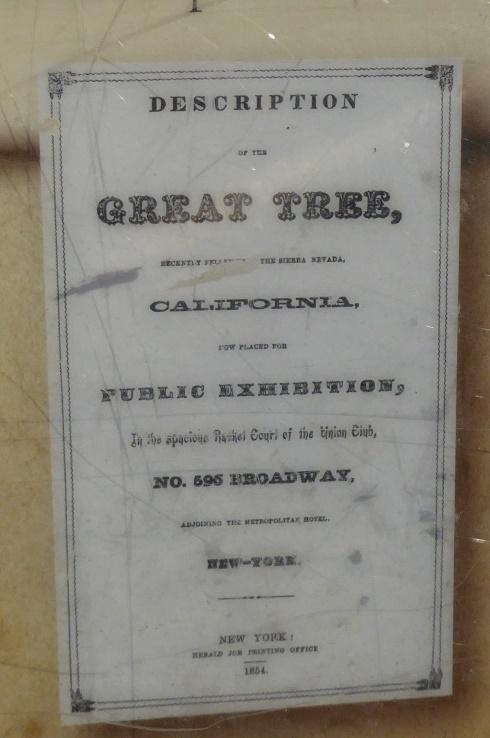 DESCRIPTION
OF THE
GREAT TREE,
RECENTLY THE SIERRA NEVADA,
CALIFORNIA,
NOW PLACED FOR
PUBLIC EXHIBITION,
In the spacious Racket Court of the Union Club,
NO. 596 BROADWAY,
ADJOINING THE METROPOLITAN HOTEL,
NEW-YORK.
NEW YORK:
HERALD JOB PRINTING OFFICE
1854.